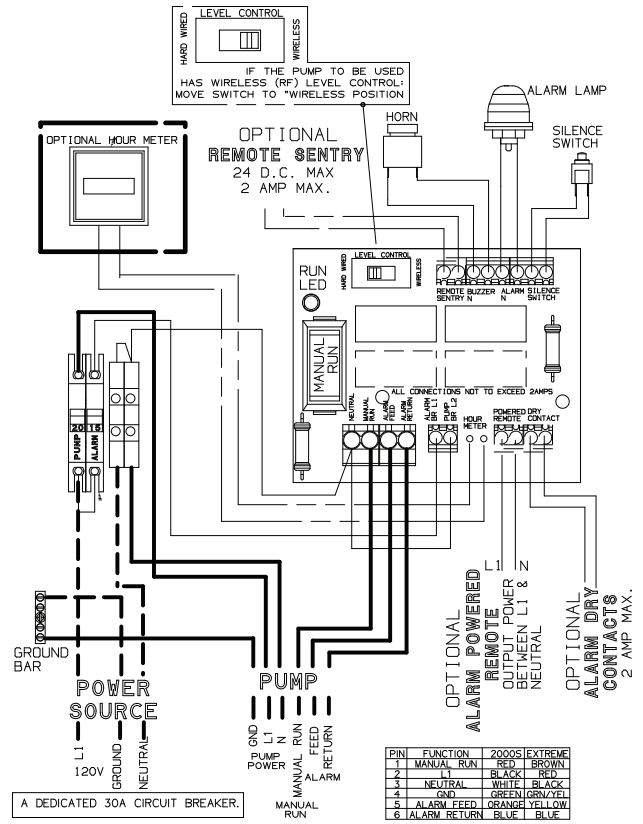 LEVEL CONTROL
HARD WIRED
WIRELESS
IF THE PUMP TO BE USED
HAS WIRELESS (RF) LEVEL CONTROL:
MOVE SWITCH TO "WIRELESS POSITION
ALARM LAMP
HORN
SILENCE
SWITCH
OPTIONAL HOUR METER
OPTIONAL
REMOTE SENTRY
24 D.C. MAX
2 AMP MAX.
LEVEL CONTROL
HARD WIRED
WIRELESS
RUN
LED
REMOTE BUZZER ALARM SILENCE
SENTRY N N SWITCH
MANUAL
RUN
ALL CONNECTIONS NOT TO EXCEED 2AMPS
NEUTRAL
MANUAL
RUN
ALARM
FEED
ALARM
RETURN
ALARM
BR L1
PUMP
BR L2
HOUR
METER
POWERED
REMOTE
DRY
CONTACT
20 15
PUMP
ALARM
GROUND
BAR
POWER
SOURCE
L1
120V
GROUND
NEUTRAL
PUMP
GND
L1
N
PUMP
POWER
MANUAL RUN
FEED
RETURN
ALARM
MANUAL
RUN
L1 N
OPTIONAL
ALARM POWERED
REMOTE
OUTPUT POWER
BETWEEN L1 &
NEUTRAL
OPTIONAL
ALARM DRY
CONTACTS
2 AMP MAX.
A DEDICATED 30A CIRCUIT BREAKER.
PIN FUNCTION 2000S EXTREME
1 MANUAL RUN RED BROWN
2 L1 BLACK RED
3 NEUTRAL WHITE BLACK
4 GND GREEN GRN/YEL
5 ALARM FEED ORANGE YELLOW
6 ALARM RETURN BLUE BLUE